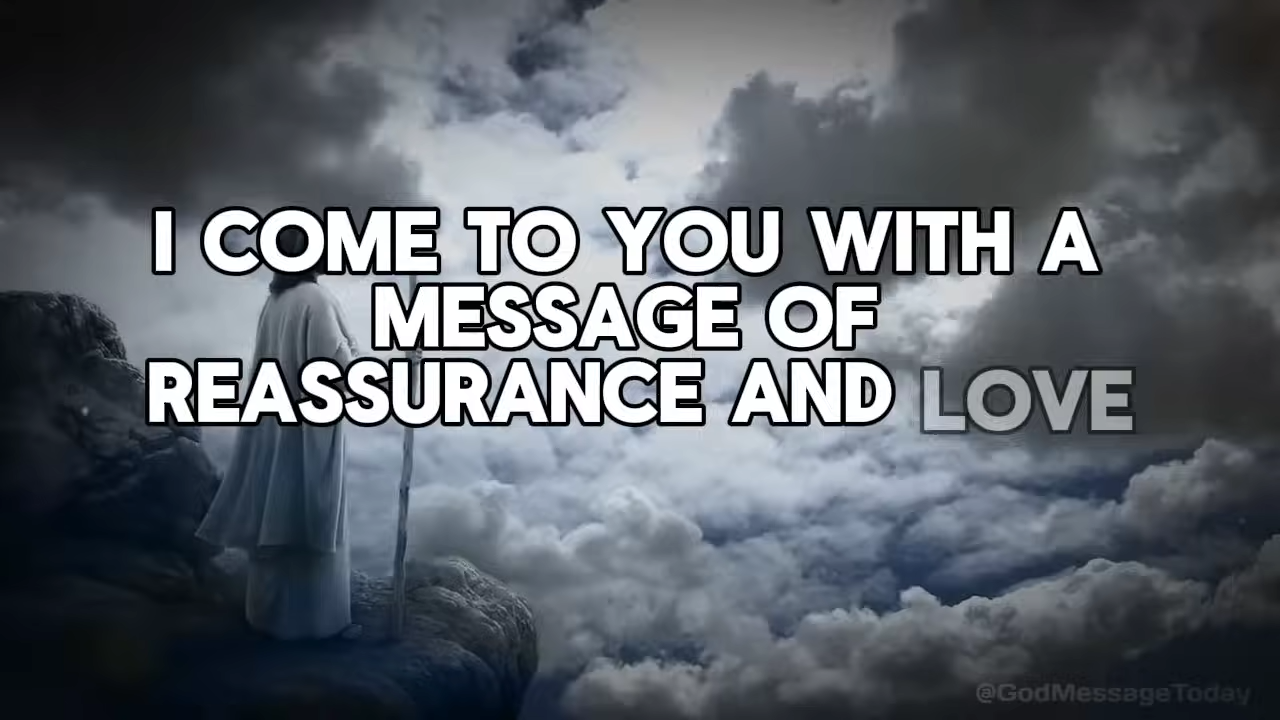 I COME TO YOU WITH A
MESSAGE OF
REASSURANCE AND LOVE
@GodMessageToday